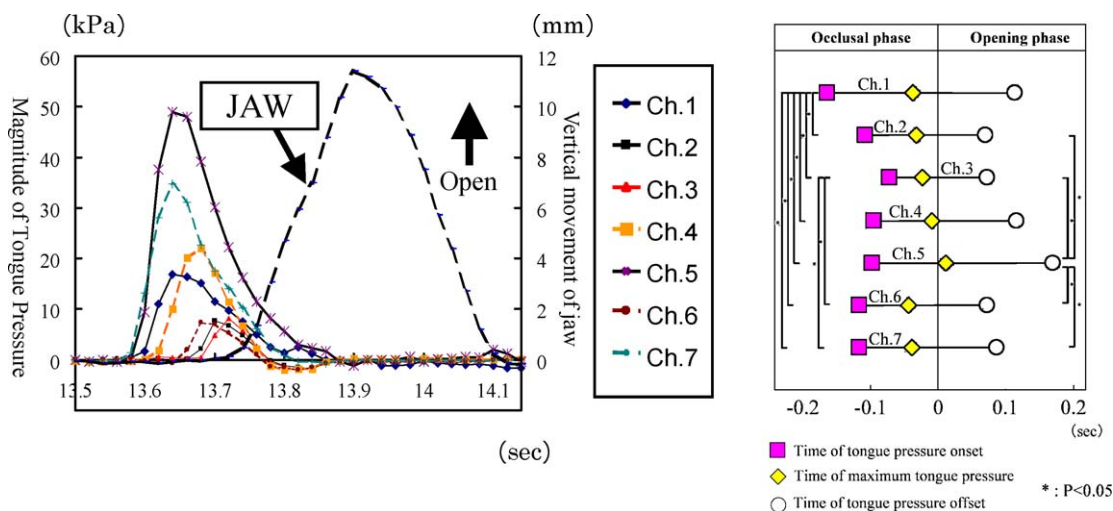 (kPa)
(mm)
Magnitude of Tongue Pressure
60
50
40
30
20
10
0
JAW
Open
12
10
8
6
4
2
0
Vertical movement of jaw
13.5 13.6 13.7 13.8 13.9 14 14.1
(sec)
Ch.1
Ch.2
Ch.3
Ch.4
Ch.5
Ch.6
Ch.7
Occlusal phase Opening phase
Ch.1
Ch.2
Ch.3
Ch.4
Ch.5
Ch.6
Ch.7
* * * * * * * * * *
-0.2 -0.1 0 0.1 0.2
(sec)
Time of tongue pressure onset
Time of maximum tongue pressure
Time of tongue pressure offset
* : P<0.05